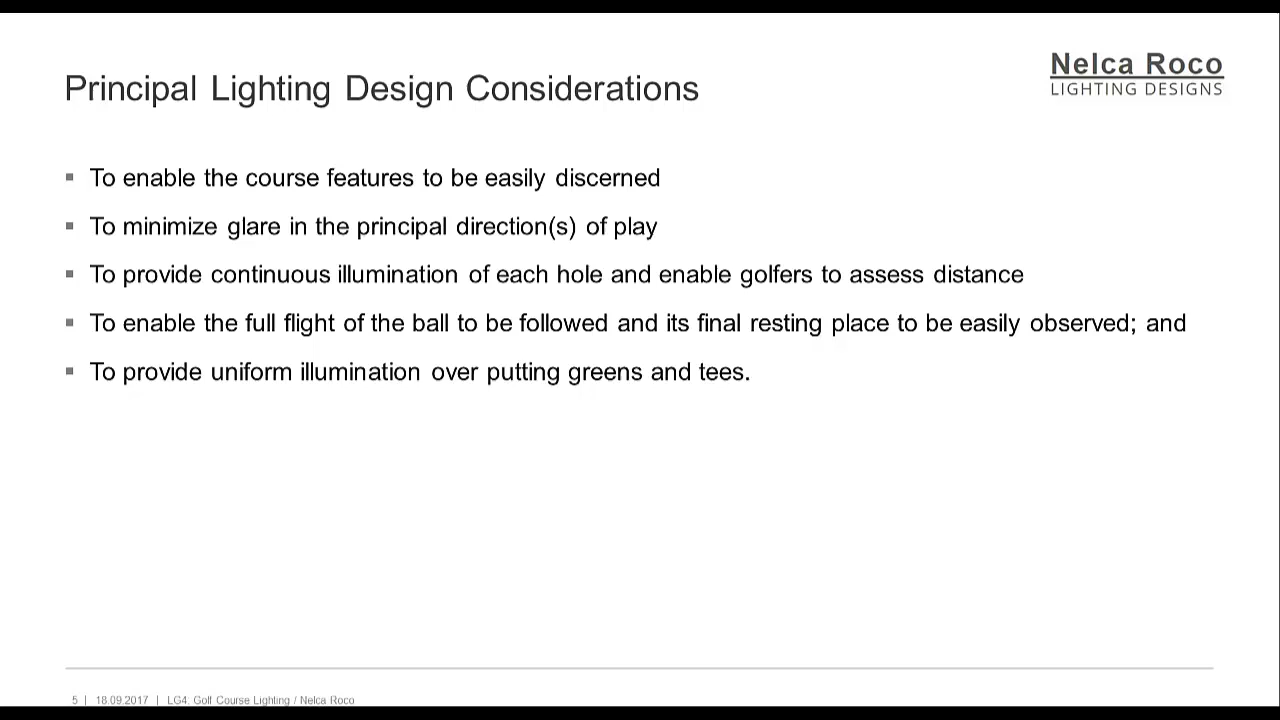 Nelca Roco
LIGHTING DESIGNS
Principal Lighting Design Considerations
▪ To enable the course features to be easily discerned
▪ To minimize glare in the principal direction(s) of play
▪ To provide continuous illumination of each hole and enable golfers to assess distance
▪ To enable the full flight of the ball to be followed and its final resting place to be easily observed; and
▪ To provide uniform illumination over putting greens and tees.
5 | 18.09.2017 | LG4: Golf Course Lighting / Nelca Roco